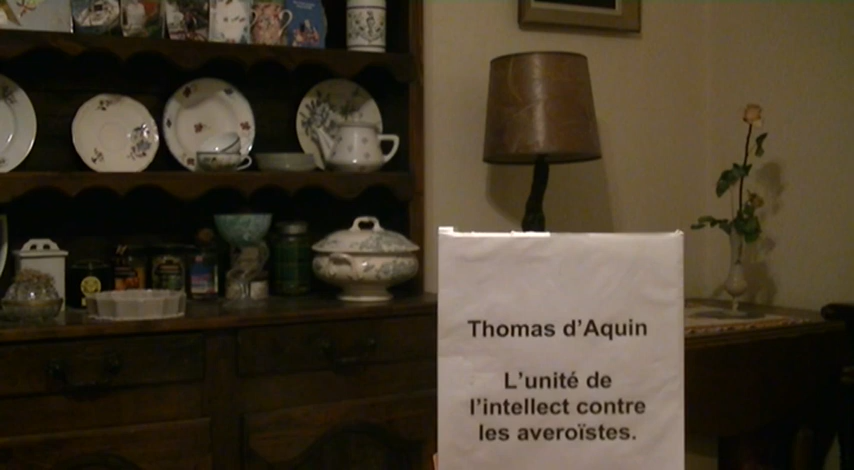 Thomas d'Aquin
L'unité de
l'intellect contre
les averoïstes.